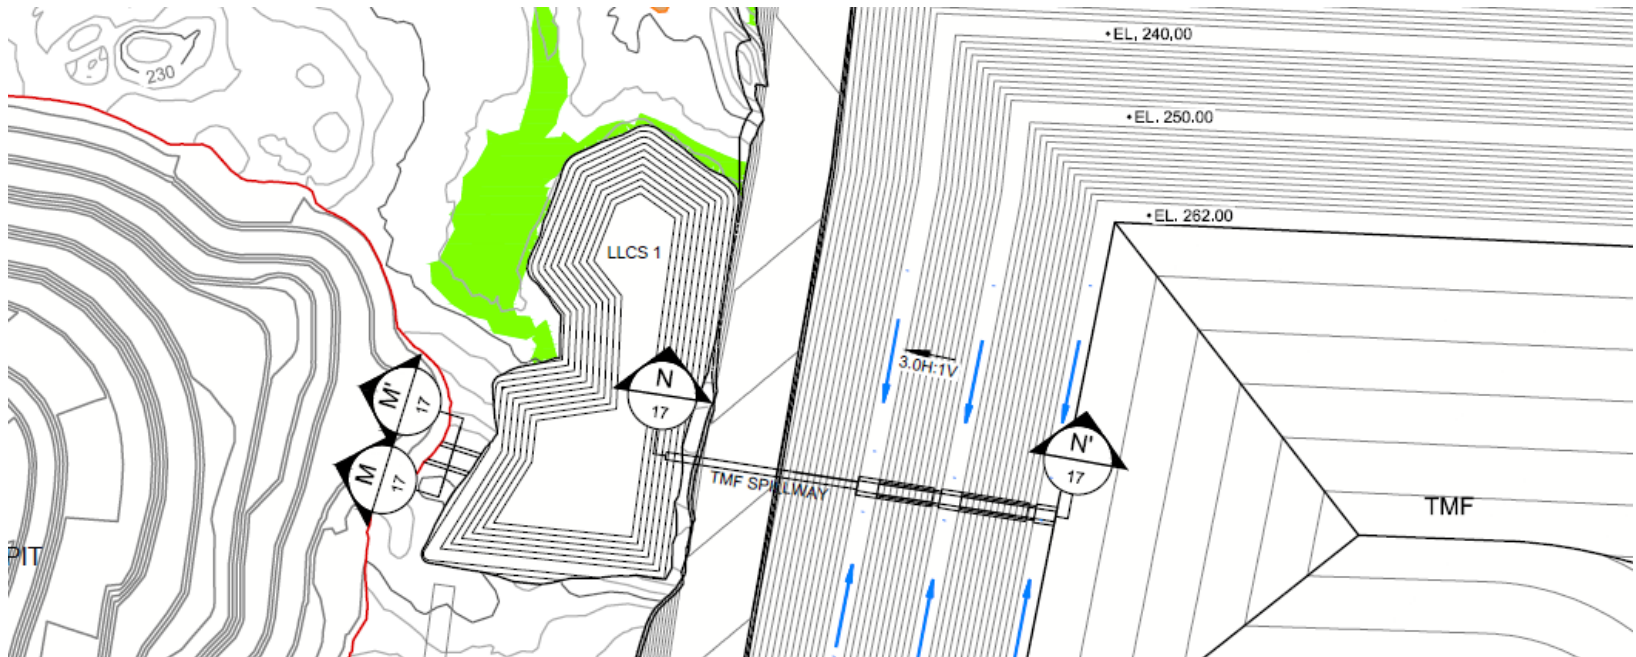 EL. 240.00
230
EL. 250.00
EL. 262.00
LLCS 1
3.0H:1V
N
17
M'
17
N'
17
M
17
TMF SPILLWAY
TMF
PIT